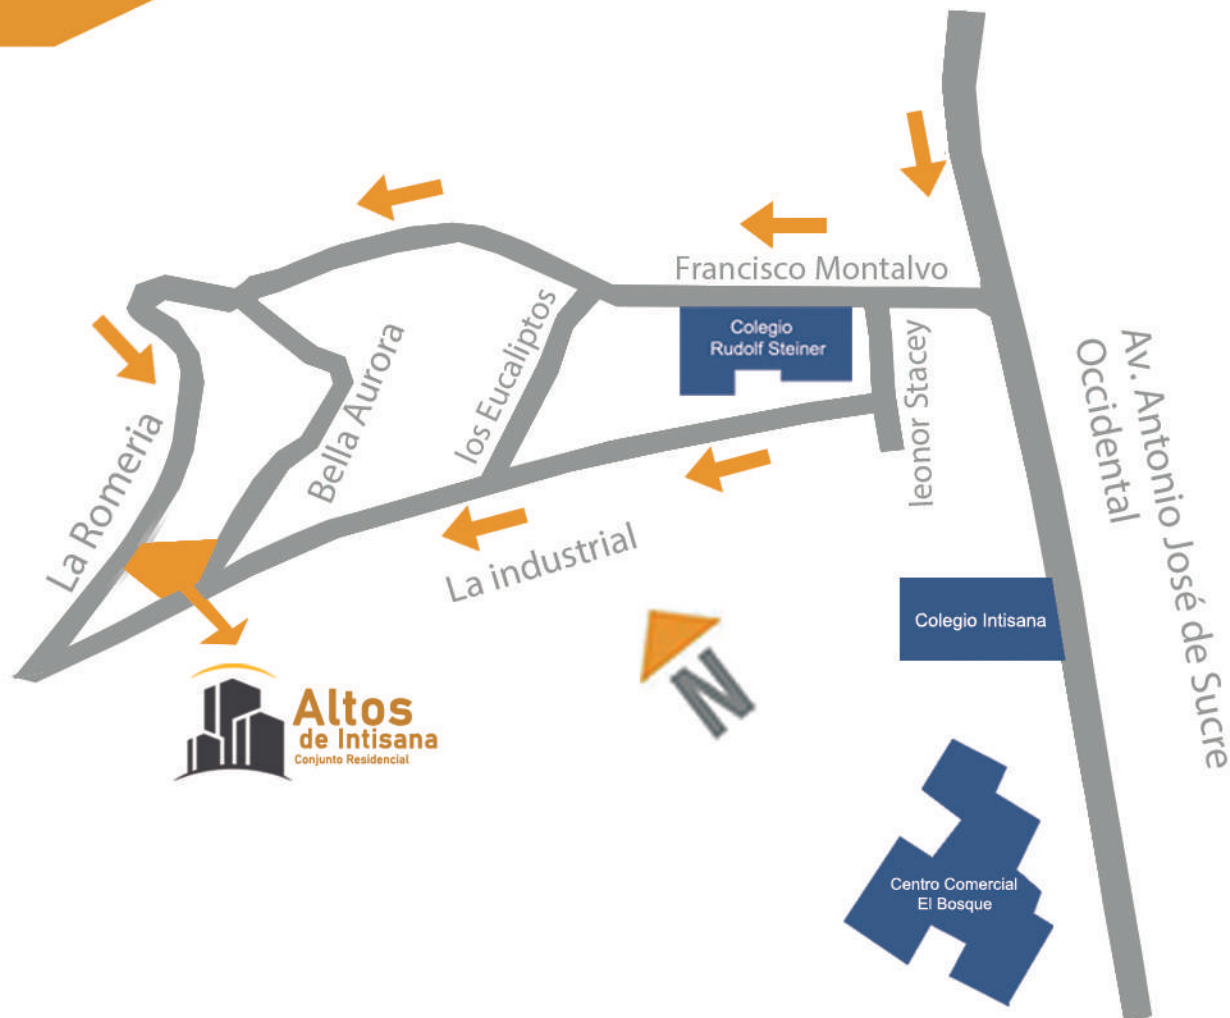 Francisco Montalvo
Colegio
Rudolf Steiner
leonor Stacey
Av. Antonio José de Sucre
Occidental
los Eucaliptos
Bella Aurora
La Romeria
La industrial
Colegio Intisana
N
Altos
de Intisana
Conjunto Residencial
Centro Comercial
El Bosque